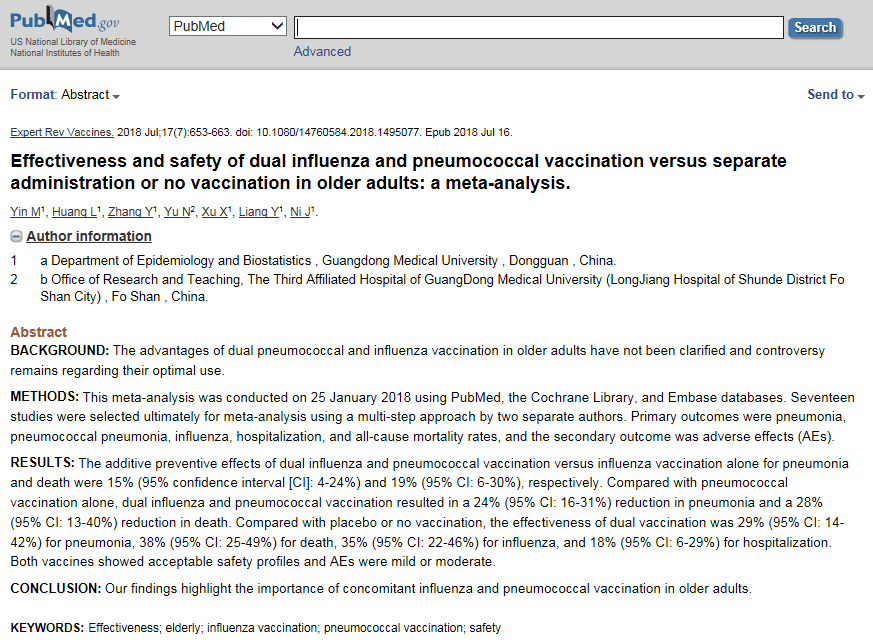 PubMed.gov
US National Library of Medicine
National Institutes of Health
PubMed
Search
Advanced
Format: Abstract
Send to
Expert Rev Vaccines. 2018 Jul;17(7):653-663. doi: 10.1080/14760584.2018.1495077. Epub 2018 Jul 16.
Effectiveness and safety of dual influenza and pneumococcal vaccination versus separate
administration or no vaccination in older adults: a meta-analysis.
Yin M1, Huang L1, Zhang Y1, Yu N2, Xu X1, Liang Y1, Ni J1.
Author information
1 a Department of Epidemiology and Biostatistics , Guangdong Medical University , Dongguan , China.
2 b Office of Research and Teaching, The Third Affiliated Hospital of GuangDong Medical University (LongJiang Hospital of Shunde District Fo
Shan City) , Fo Shan , China.
Abstract
BACKGROUND: The advantages of dual pneumococcal and influenza vaccination in older adults have not been clarified and controversy
remains regarding their optimal use.
METHODS: This meta-analysis was conducted on 25 January 2018 using PubMed, the Cochrane Library, and Embase databases. Seventeen
studies were selected ultimately for meta-analysis using a multi-step approach by two separate authors. Primary outcomes were pneumonia,
pneumococcal pneumonia, influenza, hospitalization, and all-cause mortality rates, and the secondary outcome was adverse effects (AEs).
RESULTS: The additive preventive effects of dual influenza and pneumococcal vaccination versus influenza vaccination alone for pneumonia
and death were 15% (95% confidence interval [CI]: 4-24%) and 19% (95% CI: 6-30%), respectively. Compared with pneumococcal
vaccination alone, dual influenza and pneumococcal vaccination resulted in a 24% (95% CI: 16-31%) reduction in pneumonia and a 28%
(95% CI: 13-40%) reduction in death. Compared with placebo or no vaccination, the effectiveness of dual vaccination was 29% (95% CI: 14-
42%) for pneumonia, 38% (95% CI: 25-49%) for death, 35% (95% CI: 22-46%) for influenza, and 18% (95% CI: 6-29%) for hospitalization.
Both vaccines showed acceptable safety profiles and AEs were mild or moderate.
CONCLUSION: Our findings highlight the importance of concomitant influenza and pneumococcal vaccination in older adults.
KEYWORDS: Effectiveness; elderly; influenza vaccination; pneumococcal vaccination; safety